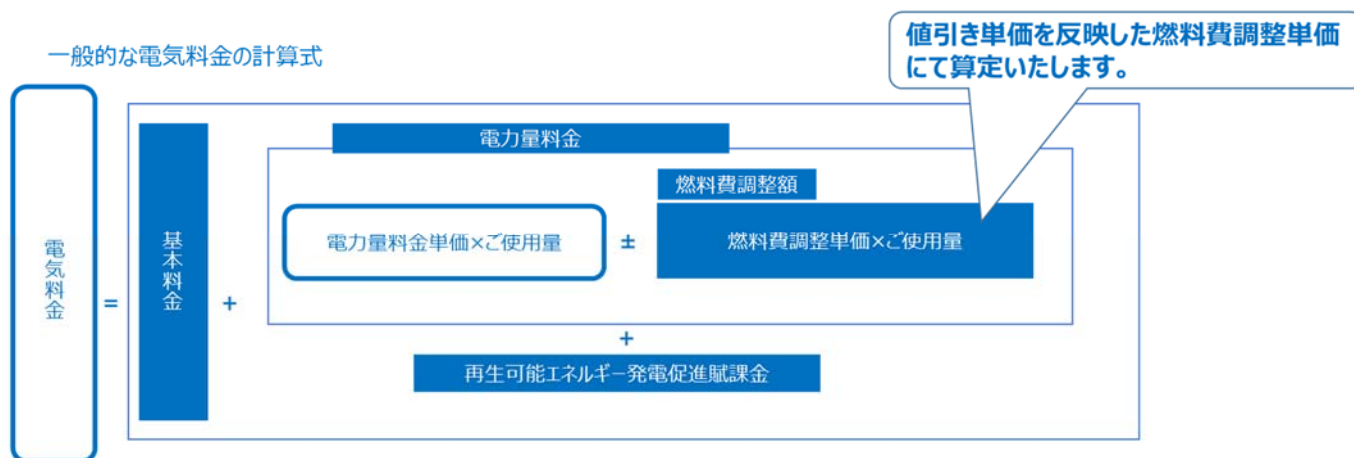 値引き単価を反映した燃料費調整単価
にて算定いたします。
一般的な電気料金の計算式
電気料金
=
基本料金
+
電力量料金
電力量料金単価×ご使用量
±
燃料費調整額
燃料費調整単価×ご使用量
+
再生可能エネルギー発電促進賦課金